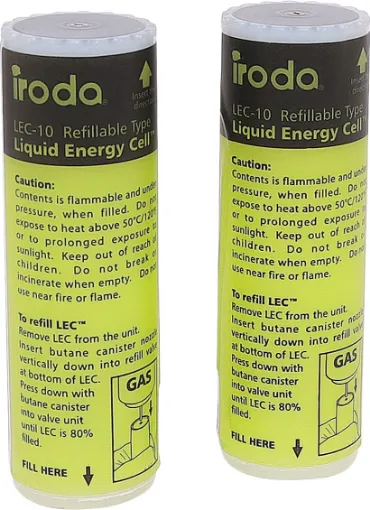 iroda®
Insert
direct
LEC-10 Refillable Type
Liquid Energy Cell™
Caution:
Contents is flammable and under
pressure, when filled. Do not
expose to heat above 50°C/120°
or to prolonged exposure to
sunlight. Keep out of reach of
children. Do not break or
incinerate when empty. Do not
use near fire or flame.
To refill LEC™
Remove LEC from the unit.
Insert butane canister nozzle
vertically down into refill valve
at bottom of LEC.
Press down with
butane canister
into valve unit
until LEC is 80%
filled.
GAS
FILL HERE
iroda®
Insert
direct
LEC-10 Refillable Type
Liquid Energy Cell™
Caution:
Contents is flammable and under
pressure, when filled. Do not
expose to heat above 50°C/120°
or to prolonged exposure to
sunlight. Keep out of reach of
children. Do not break or
incinerate when empty. Do not
use near fire or flame.
To refill LEC™
Remove LEC from the unit.
Insert butane canister nozzle
vertically down into refill valve
at bottom of LEC.
Press down with
butane canister
into valve unit
until LEC is 80%
filled.
GAS
FILL HERE